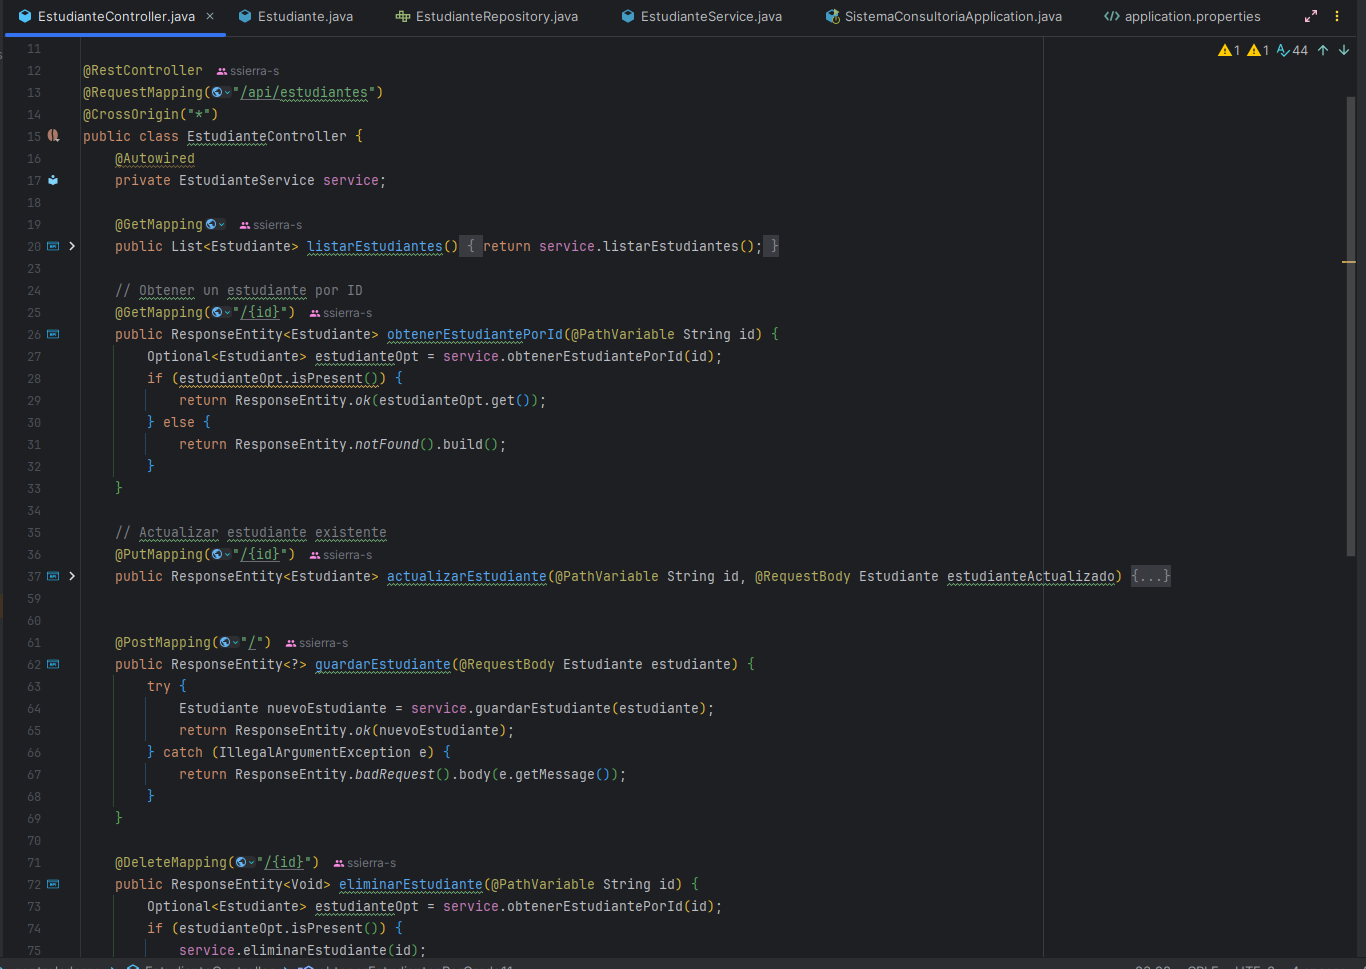 EstudianteController.java × Estudiante.java EstudianteRepository.java EstudianteService.java SistemaConsultoriaApplication.java application.properties
11 1 1 44
12 @RestController ssierra-s
13 @RequestMapping("/api/estudiantes")
14 @CrossOrigin("*")
15 public class EstudianteController {
16 @Autowired
17 private EstudianteService service;
18
19 @GetMapping ssierra-s
20 public List<Estudiante> listarEstudiantes() { return service.listarEstudiantes(); }
23
24 // Obtener un estudiante por ID
25 @GetMapping("/{id}") ssierra-s
26 public ResponseEntity<Estudiante> obtenerEstudiantePorId(@PathVariable String id) {
27 Optional<Estudiante> estudianteOpt = service.obtenerEstudiantePorId(id);
28 if (estudianteOpt.isPresent()) {
29 return ResponseEntity.ok(estudianteOpt.get());
30 } else {
31 return ResponseEntity.notFound().build();
32 }
33 }
34
35 // Actualizar estudiante existente
36 @PutMapping("/{id}") ssierra-s
37 public ResponseEntity<Estudiante> actualizarEstudiante(@PathVariable String id, @RequestBody Estudiante estudianteActualizado) {...}
59
60
61 @PostMapping("/") ssierra-s
62 public ResponseEntity<?> guardarEstudiante(@RequestBody Estudiante estudiante) {
63 try {
64 Estudiante nuevoEstudiante = service.guardarEstudiante(estudiante);
65 return ResponseEntity.ok(nuevoEstudiante);
66 } catch (IllegalArgumentException e) {
67 return ResponseEntity.badRequest().body(e.getMessage());
68 }
69 }
70
71 @DeleteMapping("/{id}") ssierra-s
72 public ResponseEntity<Void> eliminarEstudiante(@PathVariable String id) {
73 Optional<Estudiante> estudianteOpt = service.obtenerEstudiantePorId(id);
74 if (estudianteOpt.isPresent()) {
75 service.eliminarEstudiante(id);